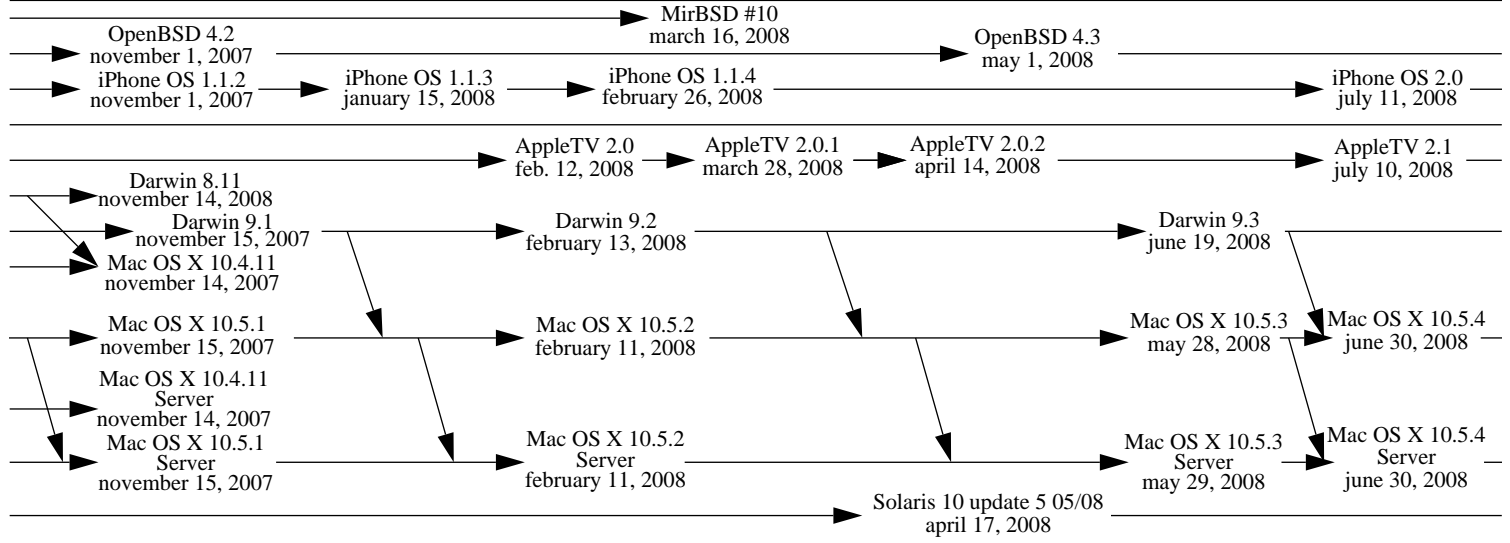 MirBSD #10
march 16, 2008
OpenBSD 4.2
november 1, 2007
OpenBSD 4.3
may 1, 2008
iPhone OS 1.1.2
november 1, 2007
iPhone OS 1.1.3
january 15, 2008
iPhone OS 1.1.4
february 26, 2008
iPhone OS 2.0
july 11, 2008
AppleTV 2.0
feb. 12, 2008
AppleTV 2.0.1
march 28, 2008
AppleTV 2.0.2
april 14, 2008
AppleTV 2.1
july 10, 2008
Darwin 8.11
november 14, 2008
Darwin 9.1
november 15, 2007
Darwin 9.2
february 13, 2008
Darwin 9.3
june 19, 2008
Mac OS X 10.4.11
november 14, 2007
Mac OS X 10.5.1
november 15, 2007
Mac OS X 10.5.2
february 11, 2008
Mac OS X 10.5.3
may 28, 2008
Mac OS X 10.5.4
june 30, 2008
Mac OS X 10.4.11
Server
november 14, 2007
Mac OS X 10.5.1
Server
november 15, 2007
Mac OS X 10.5.2
Server
february 11, 2008
Mac OS X 10.5.3
Server
may 29, 2008
Mac OS X 10.5.4
Server
june 30, 2008
Solaris 10 update 5 05/08
april 17, 2008